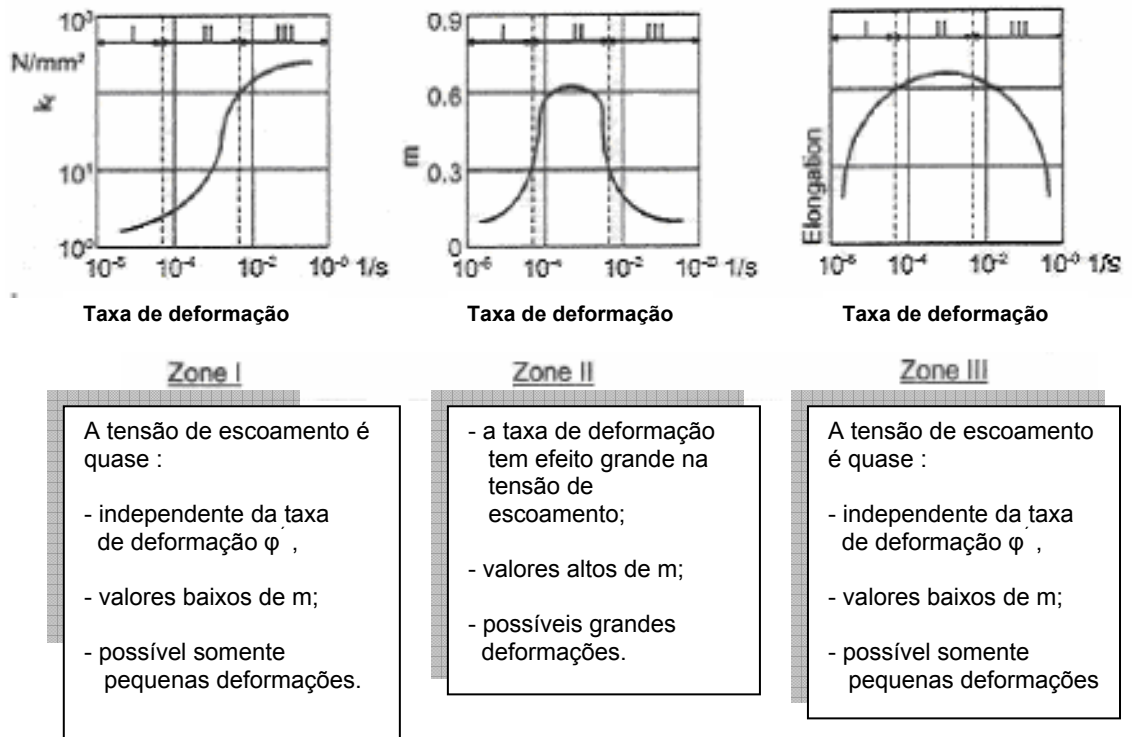 10³
N/mm²
k_f
10¹
10⁰
I II III
10⁻⁵ 10⁻⁴ 10⁻² 10⁻⁰ 1/s
Taxa de deformação
0.9
0.6
m
0.3
0
I II III
10⁻⁶ 10⁻⁴ 10⁻²
Taxa de deformação
Elongation
I II III
10⁻⁴ 10⁻² 10⁻⁰ 1/s
Taxa de deformação
Zone I
A tensão de escoamento é
quase :
- independente da taxa
de deformação φ ́ ,
- valores baixos de m;
- possível somente
pequenas deformações.
Zone II
- a taxa de deformação
tem efeito grande na
tensão de
escoamento;
- valores altos de m;
- possíveis grandes
deformações.
Zone III
A tensão de escoamento
é quase :
- independente da taxa
de deformação φ ́ ,
- valores baixos de m;
- possível somente
pequenas deformações